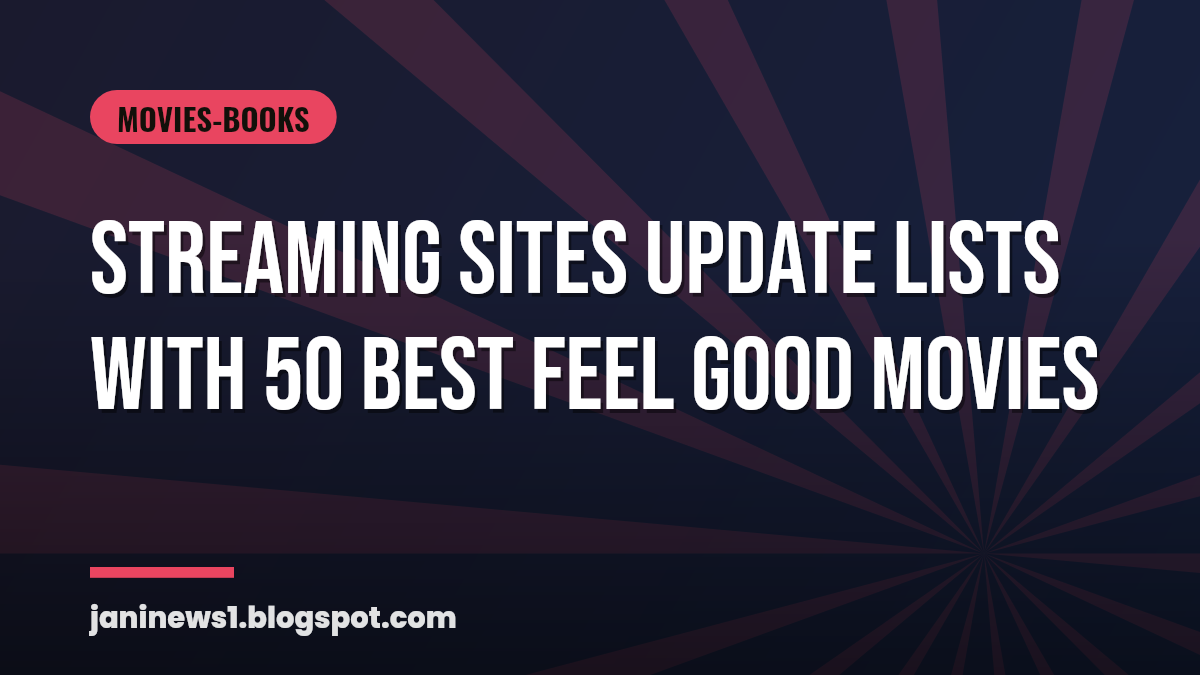 MOVIES-BOOKS
STREAMING SITES UPDATE LISTS
WITH 50 BEST FEEL GOOD MOVIES
janinews1.blogspot.com